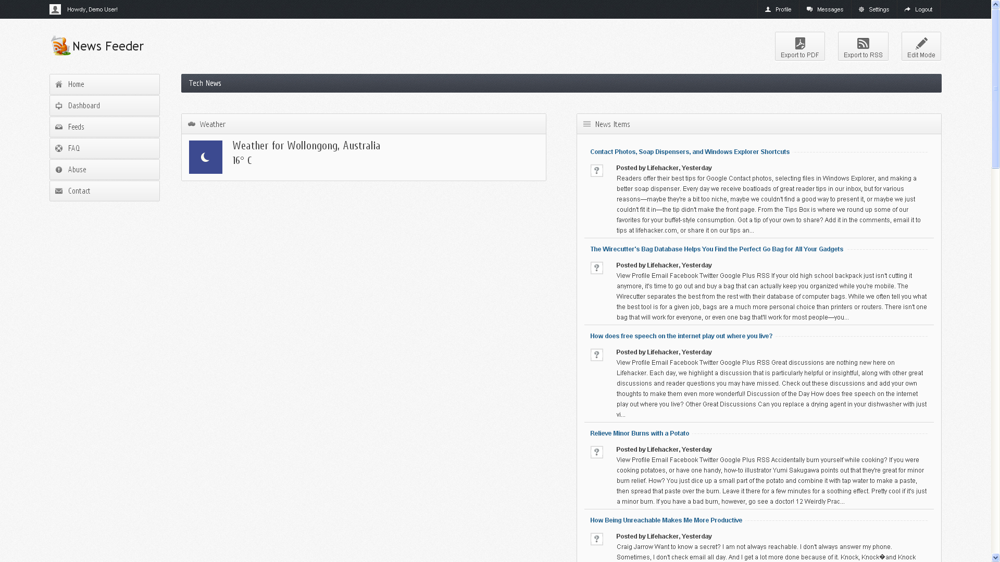 Howdy, Demo User!
Profile
Messages
Settings
Logout
News Feeder
Export to PDF
Export to RSS
Edit Mode
Home
Dashboard
Feeds
FAQ
Abuse
Contact
Tech News
Weather
Weather for Wollongong, Australia
16° C
News Items
Contact Photos, Soap Dispensers, and Windows Explorer Shortcuts
Posted by Lifehacker, Yesterday
Readers offer their best tips for Google Contact photos, selecting files in Windows Explorer, and making a
better soap dispenser. Every day we receive boatloads of great reader tips in our inbox, but for various
reasons—maybe they're a bit too niche, maybe we couldn't find a good way to present it, or maybe we just
couldn't fit it in—the tip didn't make the front page. From the Tips Box is where we round up some of our
favorites for your buffet-style consumption. Got a tip of your own to share? Add it in the comments, email it to
tips at lifehacker.com, or share it on our tips an...
The Wirecutter's Bag Database Helps You Find the Perfect Go Bag for All Your Gadgets
Posted by Lifehacker, Yesterday
View Profile Email Facebook Twitter Google Plus RSS If your old high school backpack just isn't cutting it
anymore, it's time to go out and buy a bag that can actually keep you organized while you're mobile. The
Wirecutter separates the best from the rest with their database of computer bags. While we often tell you what
the best tool is for a given job, bags are a much more personal choice than printers or routers. There isn't one
bag that will work for everyone, or even one bag that'll work for most people—you...
How does free speech on the internet play out where you live?
Posted by Lifehacker, Yesterday
View Profile Email Facebook Twitter Google Plus RSS Great discussions are nothing new here on
Lifehacker. Each day, we highlight a discussion that is particularly helpful or insightful, along with other great
discussions and reader questions you may have missed. Check out these discussions and add your own
thoughts to make them even more wonderful! Discussion of the Day How does free speech on the internet
play out where you live? Other Great Discussions Can you replace a drying agent in your dishwasher with just
vi...
Relieve Minor Burns with a Potato
Posted by Lifehacker, Yesterday
View Profile Email Facebook Twitter Google Plus RSS Accidentally burn yourself while cooking? If you were
cooking potatoes, or have one handy, how-to illustrator Yumi Sakugawa points out that they're great for minor
burn relief. How? You just dice up a small part of the potato and combine it with tap water to make a paste,
then spread that paste over the burn. Leave it there for a few minutes for a soothing effect. Pretty cool if it's just
a minor burn. If you have a bad burn, however, go see a doctor! 12 Weirdly Prac...
How Being Unreachable Makes Me More Productive
Posted by Lifehacker, Yesterday
Craig Jarrow Want to know a secret? I am not always reachable. I don't always answer my phone.
Sometimes, I don't check email all day. And I get a lot more done because of it. Knock, Knock�and Knock